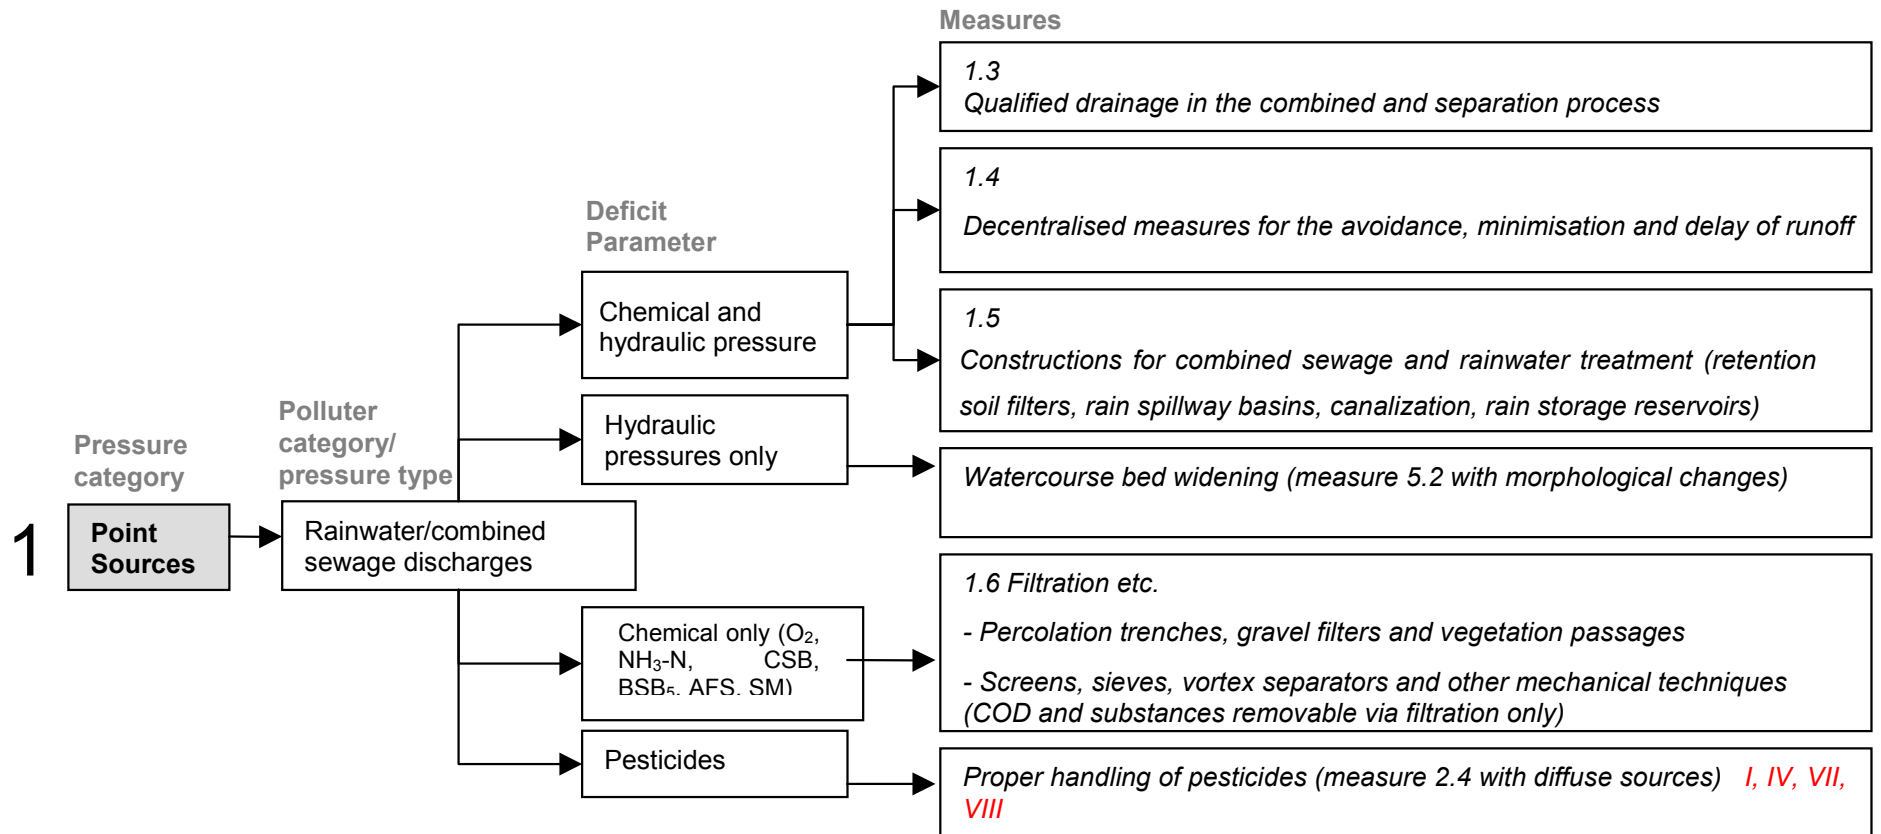 Measures
1.3
Qualified drainage in the combined and separation process
1.4
Decentralised measures for the avoidance, minimisation and delay of runoff
Deficit
Parameter
Chemical and
hydraulic pressure
1.5
Constructions for combined sewage and rainwater treatment (retention
soil filters, rain spillway basins, canalization, rain storage reservoirs)
Polluter
category/
pressure type
Hydraulic
pressures only
Pressure
category
Watercourse bed widening (measure 5.2 with morphological changes)
1
Point
Sources
Rainwater/combined
sewage discharges
1.6 Filtration etc.
- Percolation trenches, gravel filters and vegetation passages
- Screens, sieves, vortex separators and other mechanical techniques
(COD and substances removable via filtration only)
Chemical only (O₂,
NH₃-N, CSB,
BSB₅, AFS, SM)
Pesticides
Proper handling of pesticides (measure 2.4 with diffuse sources) I, IV, VII,
VIII